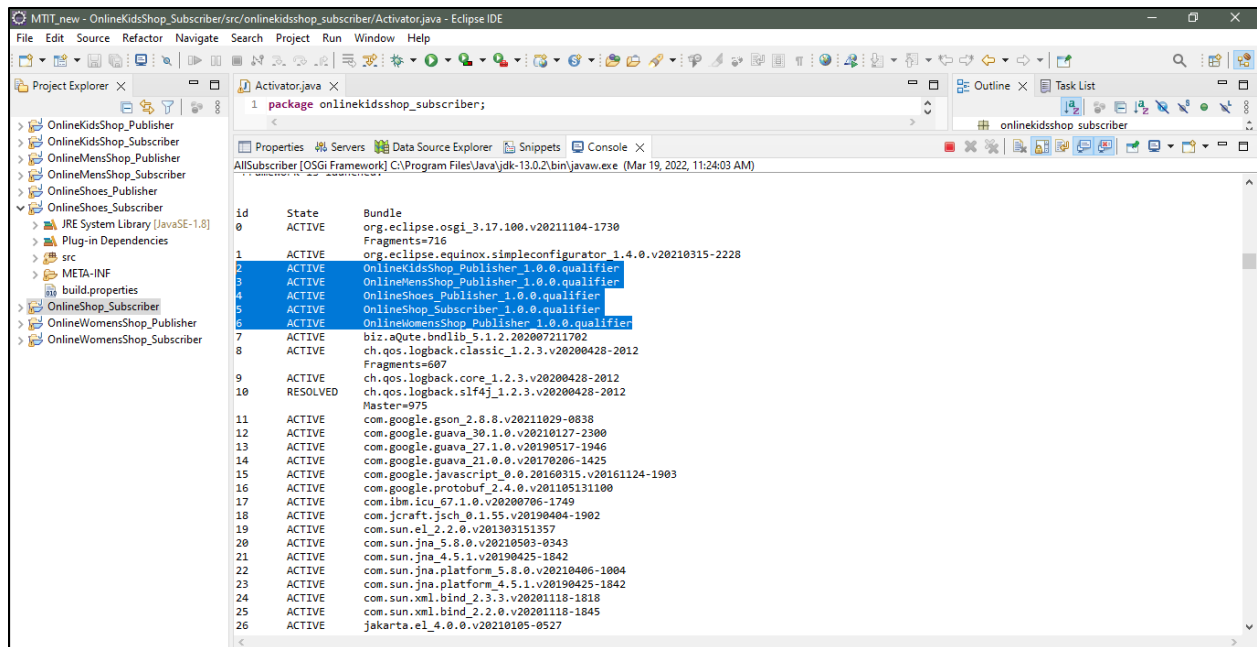 MTIT_new - OnlineKidsShop_Subscriber/src/onlinekidsshop_subscriber/Activator.java - Eclipse IDE
File Edit Source Refactor Navigate Search Project Run Window Help
Project Explorer
OnlineKidsShop_Publisher
OnlineKidsShop_Subscriber
OnlineMensShop_Publisher
OnlineMensShop_Subscriber
OnlineShoes_Publisher
OnlineShoes_Subscriber
JRE System Library [JavaSE-1.8]
Plug-in Dependencies
src
META-INF
build.properties
OnlineShop_Subscriber
OnlineWomensShop_Publisher
OnlineWomensShop_Subscriber
Activator.java
1 package onlinekidsshop_subscriber;
Outline Task List
onlinekidsshop_subscriber
Properties Servers Data Source Explorer Snippets Console
AllSubscriber [OSGi Framework] C:\Program Files\Java\jdk-13.0.2\bin\javaw.exe (Mar 19, 2022, 11:24:03 AM)
Framework is launched.
id State Bundle
0 ACTIVE org.eclipse.osgi_3.17.100.v20211104-1730
Fragments=716
1 ACTIVE org.eclipse.equinox.simpleconfigurator_1.4.0.v20210315-2228
2 ACTIVE OnlineKidsShop_Publisher_1.0.0.qualifier
3 ACTIVE OnlineMensShop_Publisher_1.0.0.qualifier
4 ACTIVE OnlineShoes_Publisher_1.0.0.qualifier
5 ACTIVE OnlineShop_Subscriber_1.0.0.qualifier
6 ACTIVE OnlineWomensShop_Publisher_1.0.0.qualifier
7 ACTIVE biz.aQute.bndlib_5.1.2.202007211702
8 ACTIVE ch.qos.logback.classic_1.2.3.v20200428-2012
Fragments=607
9 ACTIVE ch.qos.logback.core_1.2.3.v20200428-2012
10 RESOLVED ch.qos.logback.slf4j_1.2.3.v20200428-2012
Master=975
11 ACTIVE com.google.gson_2.8.8.v20211029-0838
12 ACTIVE com.google.guava_30.1.0.v20210127-2300
13 ACTIVE com.google.guava_27.1.0.v20190517-1946
14 ACTIVE com.google.guava_21.0.0.v20170206-1425
15 ACTIVE com.google.javascript_0.0.20160315.v20161124-1903
16 ACTIVE com.google.protobuf_2.4.0.v201105131100
17 ACTIVE com.ibm.icu_67.1.0.v20200706-1749
18 ACTIVE com.jcraft.jsch_0.1.55.v20190404-1902
19 ACTIVE com.sun.el_2.2.0.v201303151357
20 ACTIVE com.sun.jna_5.8.0.v20210503-0343
21 ACTIVE com.sun.jna_4.5.1.v20190425-1842
22 ACTIVE com.sun.jna.platform_5.8.0.v20210406-1004
23 ACTIVE com.sun.jna.platform_4.5.1.v20190425-1842
24 ACTIVE com.sun.xml.bind_2.3.3.v20201118-1818
25 ACTIVE com.sun.xml.bind_2.2.0.v20201118-1845
26 ACTIVE jakarta.el_4.0.0.v20210105-0527